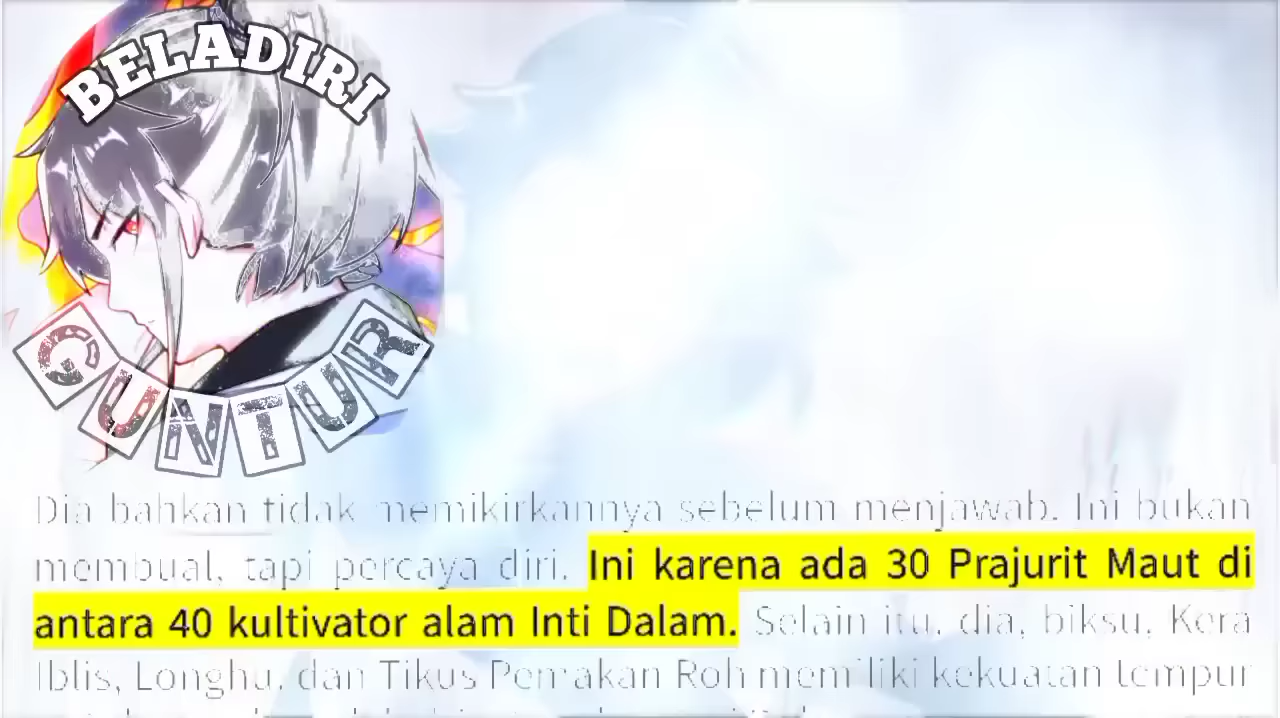 BELADIRI
GUNTUR
Dia bahkan tidak memikirkannya sebelum menjawab. Ini bukan
membual, tapi percaya diri. Ini karena ada 30 Prajurit Maut di
antara 40 kultivator alam Inti Dalam. Selain itu, dia, biksu, Kera
Iblis, Longhu, dan Tikus Pemakan Roh memiliki kekuatan tempur